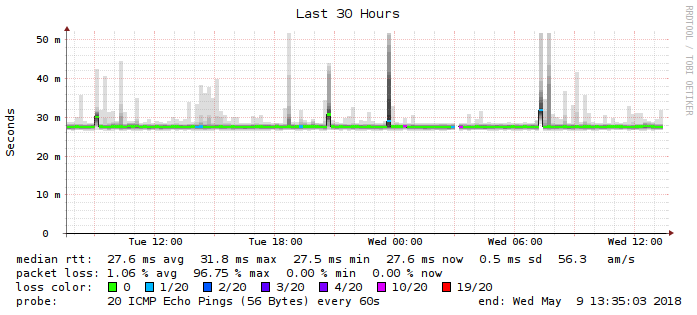 Last 30 Hours
RRDTOOL / TOBI OETIKER
Seconds
50 m
40 m
30 m
20 m
10 m
0
Tue 12:00 Tue 18:00 Wed 00:00 Wed 06:00 Wed 12:00
median rtt: 27.6 ms avg 31.8 ms max 27.5 ms min 27.6 ms now 0.5 ms sd 56.3 am/s
packet loss: 1.06 % avg 96.75 % max 0.00 % min 0.00 % now
loss color: 0 1/20 2/20 3/20 4/20 10/20 19/20
probe: 20 ICMP Echo Pings (56 Bytes) every 60s end: Wed May 9 13:35:03 2018